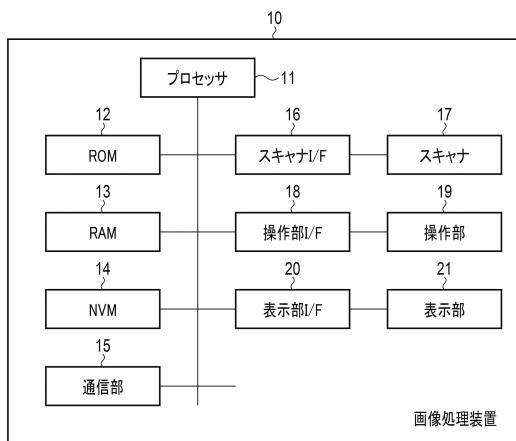 10
プロセッサ 11
12 16 17
ROM スキャナI/F スキャナ
13 18 19
RAM 操作部I/F 操作部
14 20 21
NVM 表示部I/F 表示部
15
通信部
画像処理装置